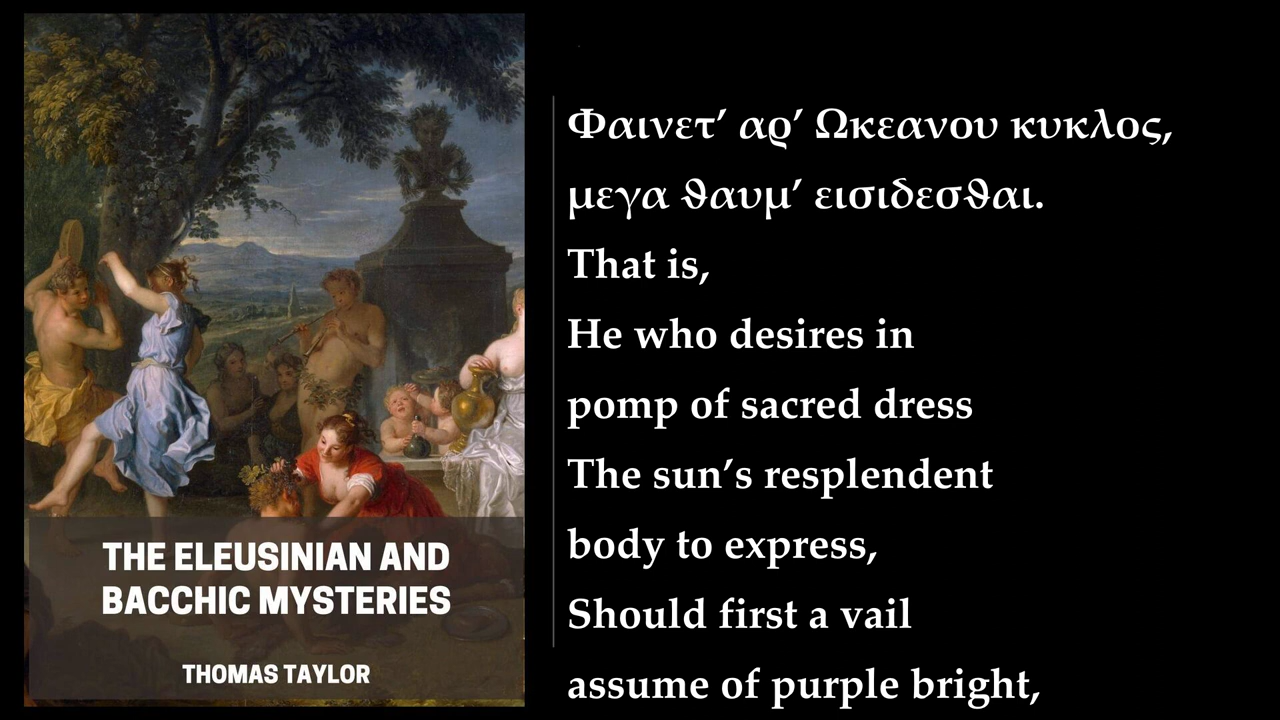 THE ELEUSINIAN AND
BACCHIC MYSTERIES
THOMAS TAYLOR
Φαινετ’ αρ’ Ωκεανου κυκλος,
μεγα ϑαυμ’ εισιδεσϑαι.
That is,
He who desires in
pomp of sacred dress
The sun’s resplendent
body to express,
Should first a vail
assume of purple bright,